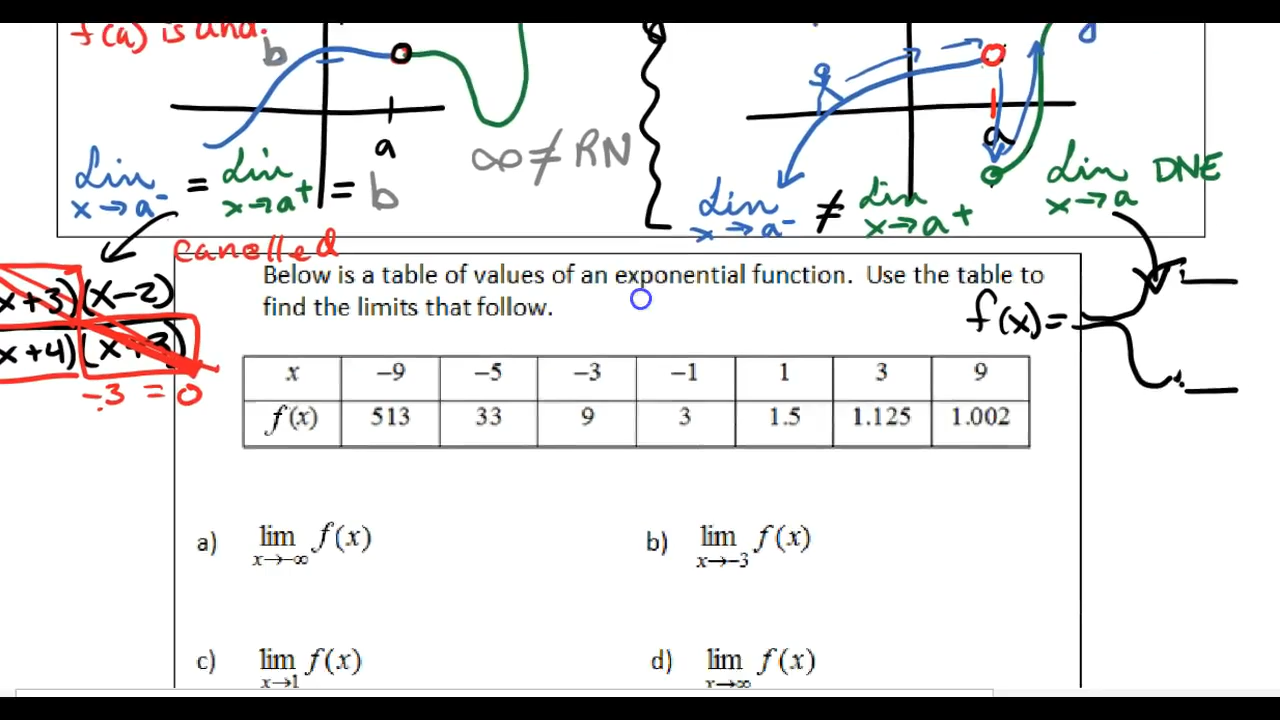 f(a) is und.
b
a
∞ ≠ RN
lim x→a⁻ = lim x→a⁺ = b
a
lim x→a⁻ ≠ lim x→a⁺
lim x→a DNE
canelled
x+3)(x−2)
x+4)(x+3)
-3 = 0
Below is a table of values of an exponential function. Use the table to
find the limits that follow.
f(x)=
x −9 −5 −3 −1 1 3 9
f(x) 513 33 9 3 1.5 1.125 1.002
a) lim x→−∞ f(x)
b) lim x→−3 f(x)
c) lim x→1 f(x)
d) lim x→∞ f(x)